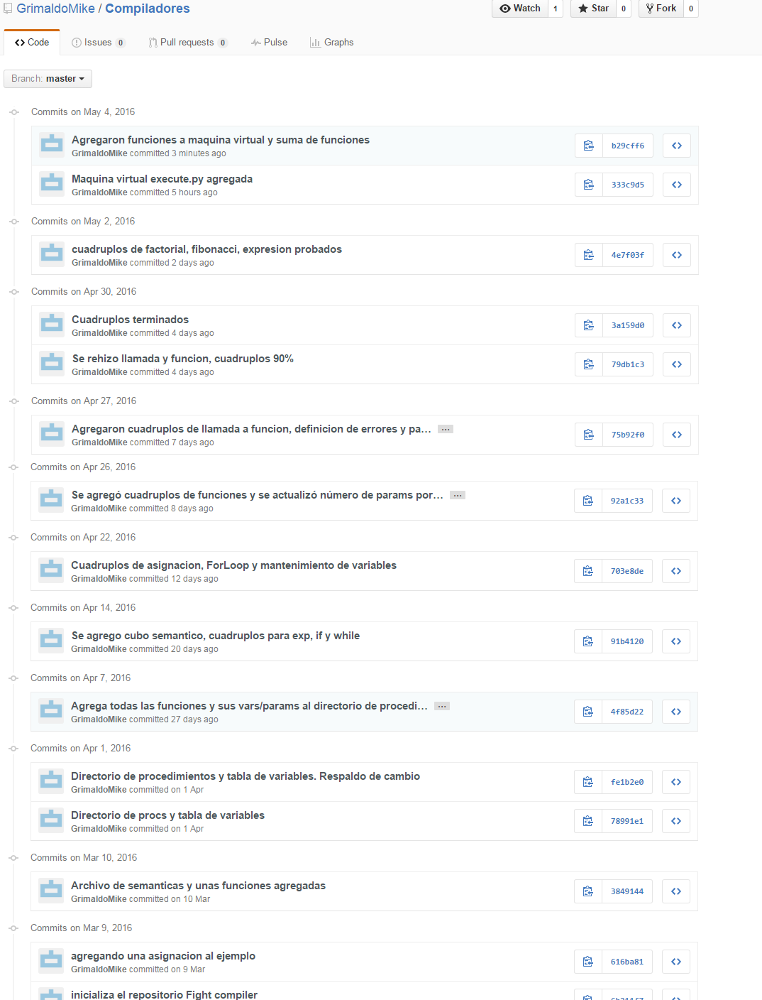 GrimaldoMike / Compiladores
Watch 1 Star 0 Fork 0
Code Issues 0 Pull requests 0 Pulse Graphs
Branch: master
Commits on May 4, 2016
Agregaron funciones a maquina virtual y suma de funciones
GrimaldoMike committed 3 minutes ago
b29cff6
Maquina virtual execute.py agregada
GrimaldoMike committed 5 hours ago
333c9d5
Commits on May 2, 2016
cuadruplos de factorial, fibonacci, expresion probados
GrimaldoMike committed 2 days ago
4e7f03f
Commits on Apr 30, 2016
Cuadruplos terminados
GrimaldoMike committed 4 days ago
3a159d0
Se rehizo llamada y funcion, cuadruplos 90%
GrimaldoMike committed 4 days ago
79db1c3
Commits on Apr 27, 2016
Agregaron cuadruplos de llamada a funcion, definicion de errores y pa… …
GrimaldoMike committed 7 days ago
75b92f0
Commits on Apr 26, 2016
Se agregó cuadruplos de funciones y se actualizó número de params por… …
GrimaldoMike committed 8 days ago
92a1c33
Commits on Apr 22, 2016
Cuadruplos de asignacion, ForLoop y mantenimiento de variables
GrimaldoMike committed 12 days ago
703e8de
Commits on Apr 14, 2016
Se agrego cubo semantico, cuadruplos para exp, if y while
GrimaldoMike committed 20 days ago
91b4120
Commits on Apr 7, 2016
Agrega todas las funciones y sus vars/params al directorio de procedi… …
GrimaldoMike committed 27 days ago
4f85d22
Commits on Apr 1, 2016
Directorio de procedimientos y tabla de variables. Respaldo de cambio
GrimaldoMike committed on 1 Apr
fe1b2e0
Directorio de procs y tabla de variables
GrimaldoMike committed on 1 Apr
78991e1
Commits on Mar 10, 2016
Archivo de semanticas y unas funciones agregadas
GrimaldoMike committed on 10 Mar
3849144
Commits on Mar 9, 2016
agregando una asignacion al ejemplo
GrimaldoMike committed on 9 Mar
616ba81
inicializa el repositorio Fight compiler